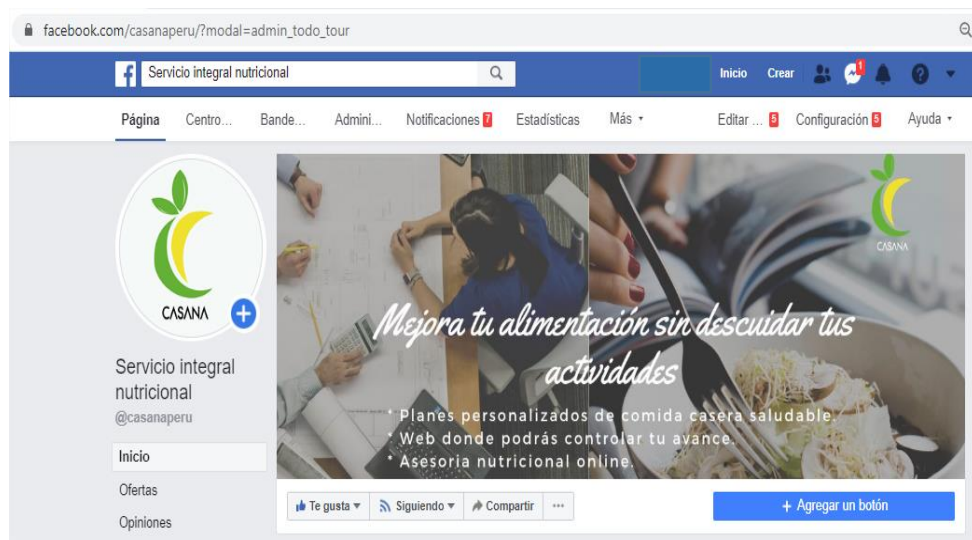 facebook.com/casanaperu/?modal=admin_todo_tour
Servicio integral nutricional
Inicio Crear 1
Página Centro... Bande... Admini... Notificaciones 7 Estadísticas Más Editar ... 5 Configuración 5 Ayuda
CASANA
CASANA
Mejora tu alimentación sin descuidar tus
actividades
* Planes personalizados de comida casera saludable.
* Web donde podrás controlar tu avance.
* Asesoria nutricional online.
Servicio integral
nutricional
@casanaperu
Inicio
Ofertas
Opiniones
Te gusta Siguiendo Compartir ...
+ Agregar un botón